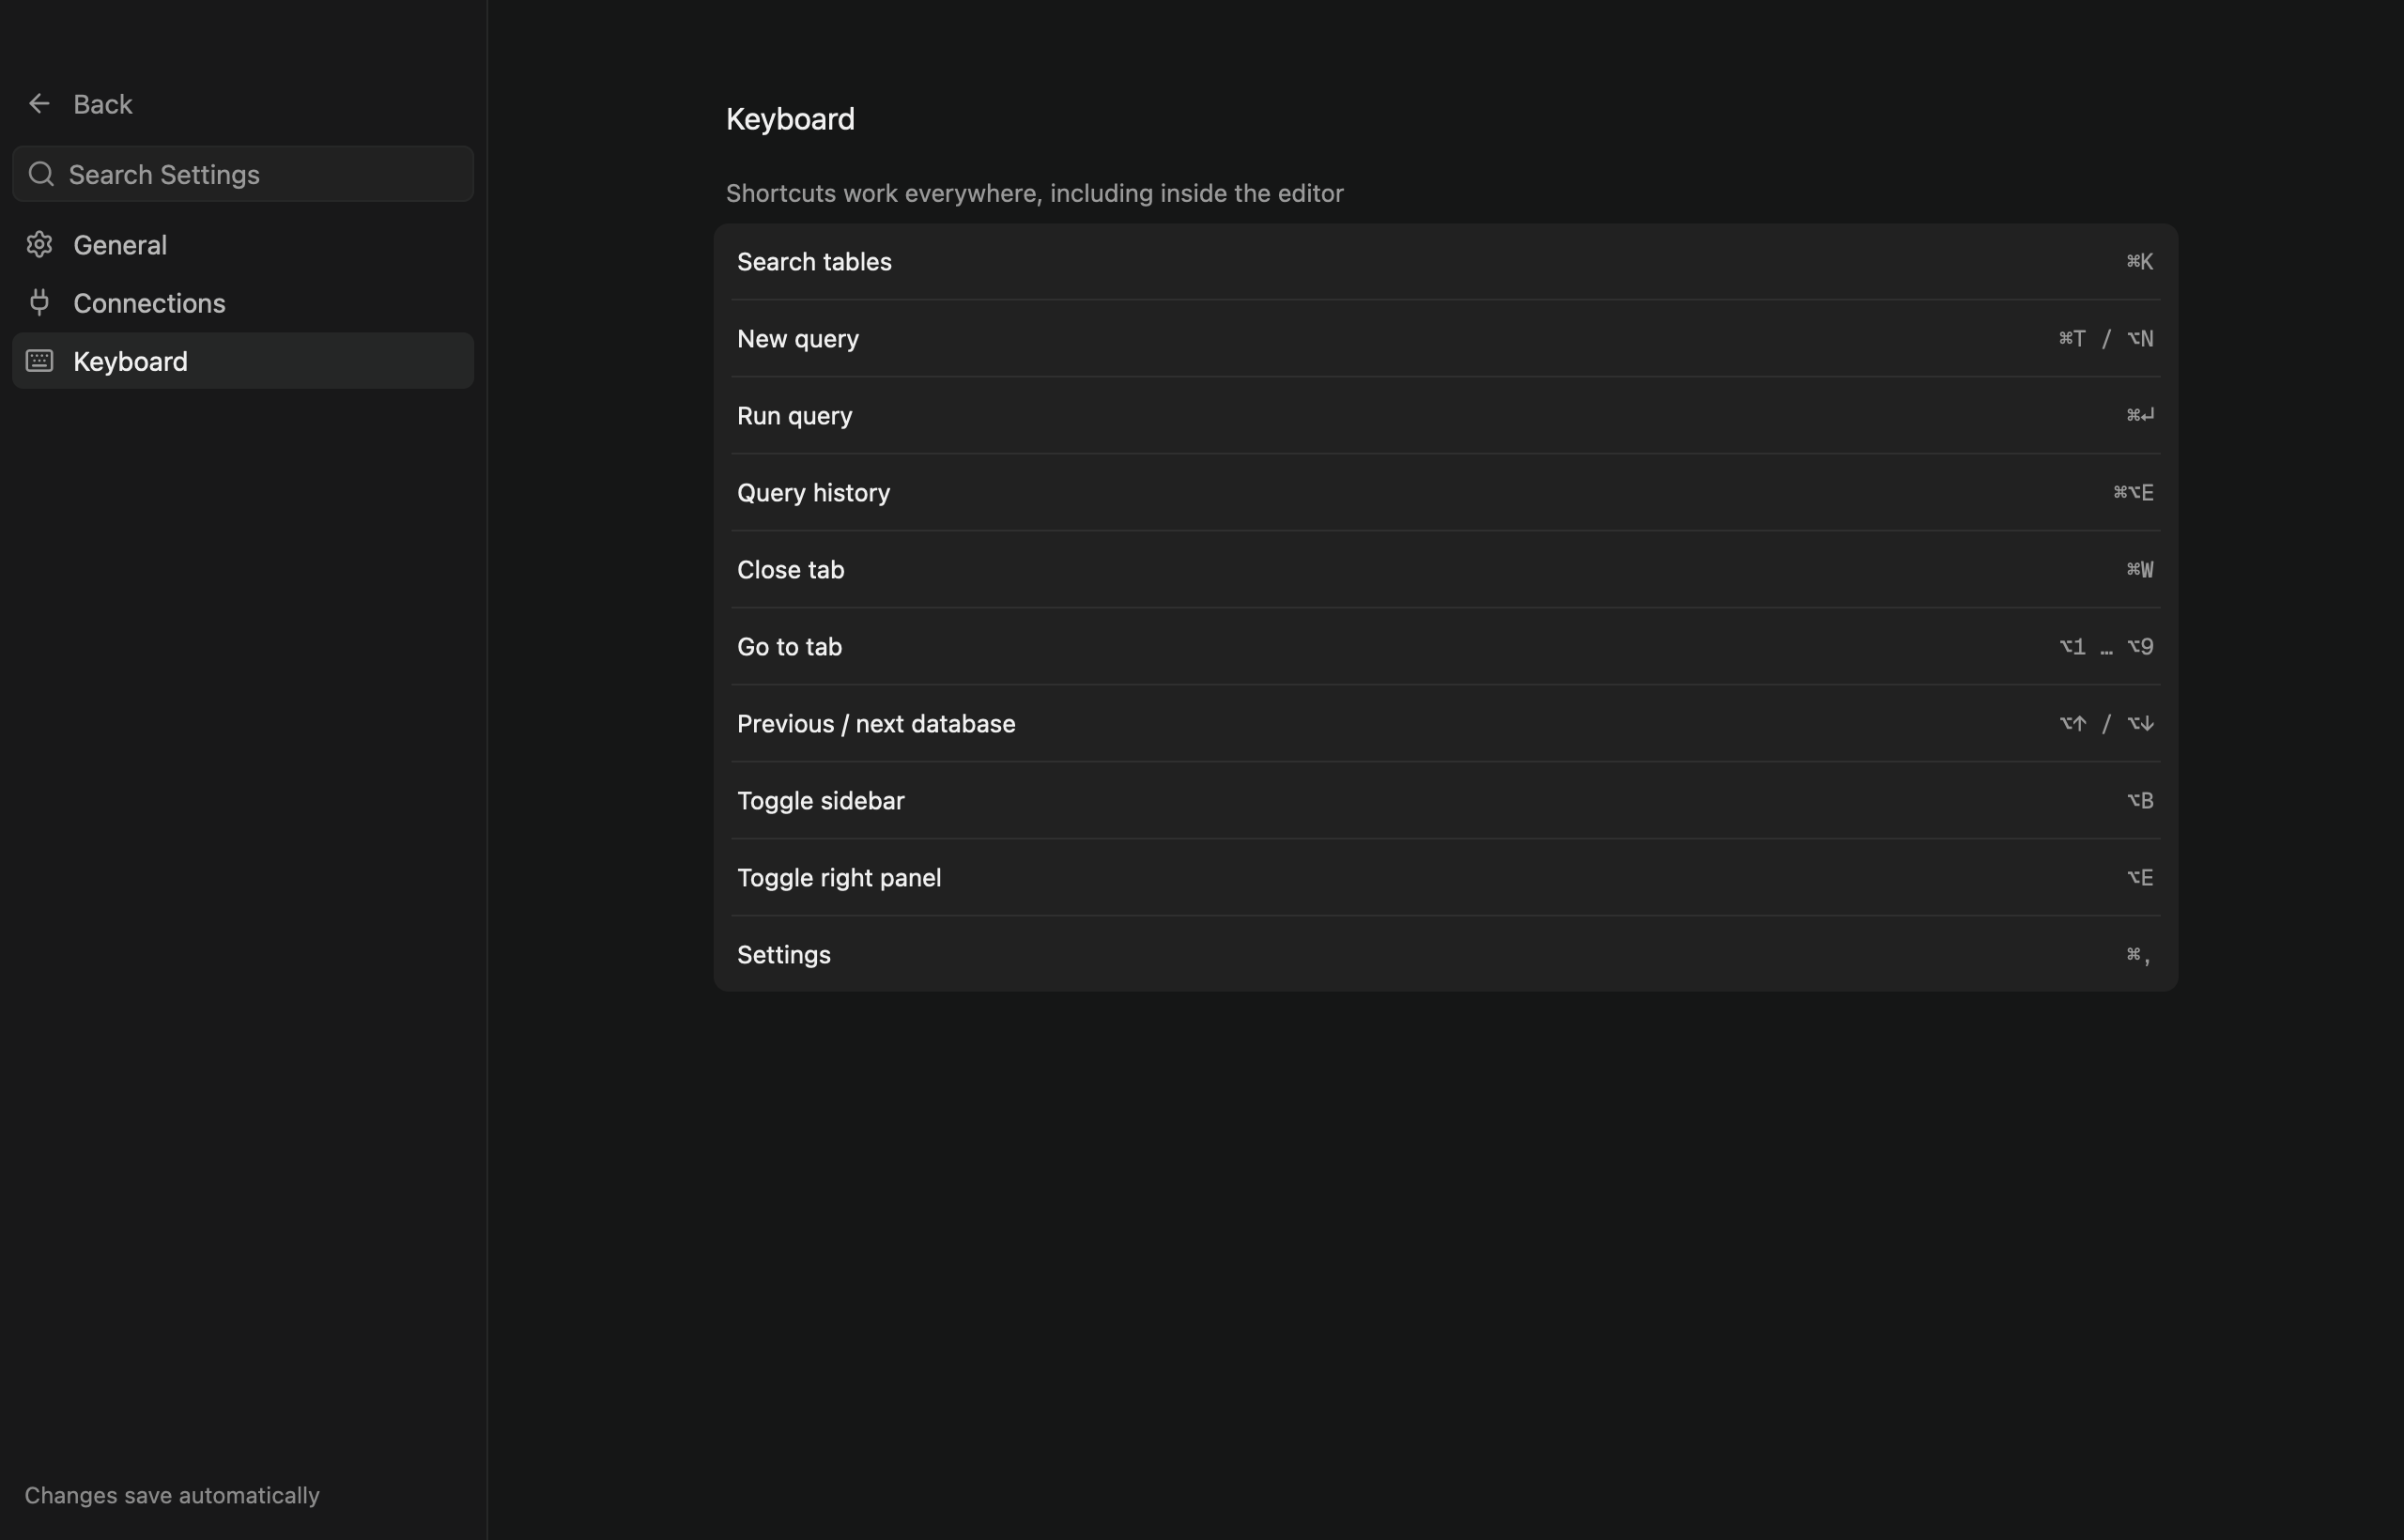 Back
Search Settings
General
Connections
Keyboard
Changes save automatically
Keyboard
Shortcuts work everywhere, including inside the editor
Search tables ⌘K
New query ⌘T / ⌥N
Run query ⌘↵
Query history ⌘⌥E
Close tab ⌘W
Go to tab ⌥1 … ⌥9
Previous / next database ⌥↑ / ⌥↓
Toggle sidebar ⌥B
Toggle right panel ⌥E
Settings ⌘,